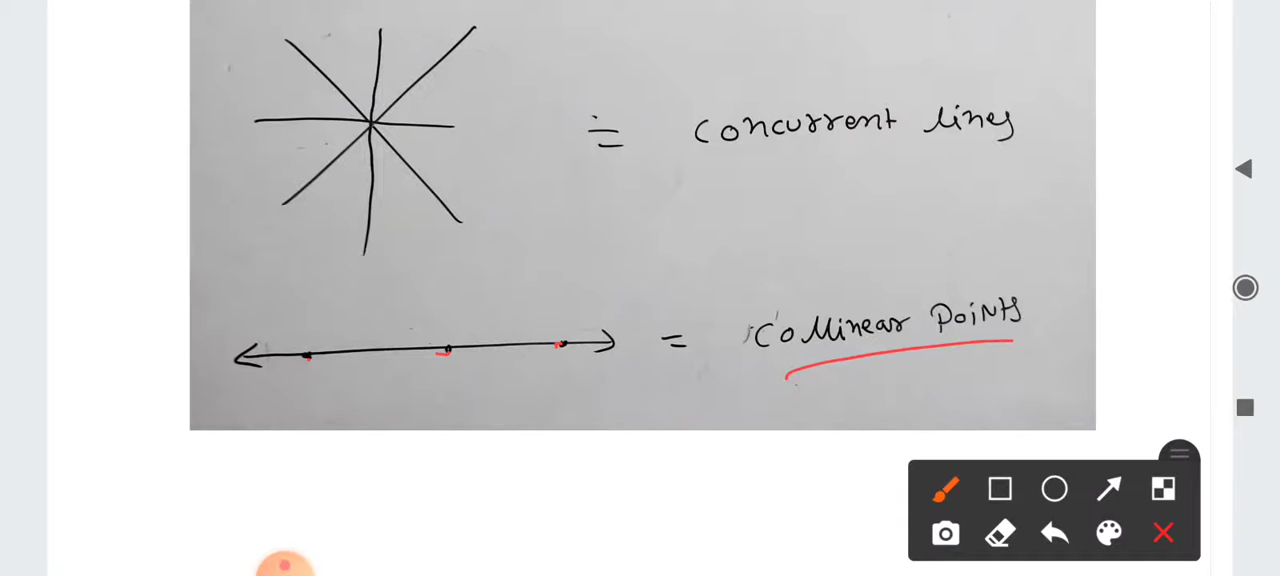 = concurrent lines
= Collinear Points